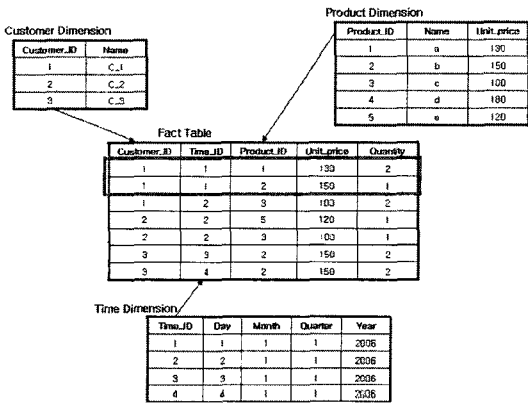 Product Dimension
Product_ID Name Unit_price
1 a 130
2 b 150
3 c 100
4 d 180
5 e 120
Customer Dimension
Customer_ID Name
1 C_1
2 C_2
3 C_3
Fact Table
Customer_ID Time_ID Product_ID Unit_price Quantity
1 1 1 130 2
1 1 2 150 1
1 2 3 100 2
2 2 5 120 1
2 2 3 100 1
3 3 2 150 2
3 4 2 150 2
Time Dimension
Time_ID Day Month Quarter Year
1 1 1 1 2006
2 2 1 1 2006
3 3 1 1 2006
4 4 1 1 2006